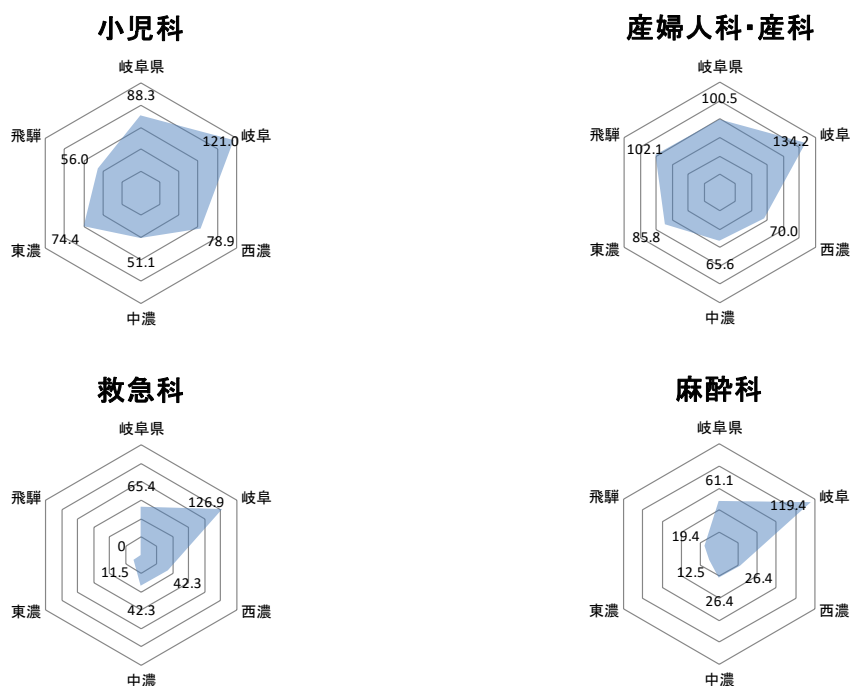 小児科
岐阜県
88.3
飛騨
121.0
岐阜
56.0
74.4
78.9
東濃
西濃
51.1
中濃
産婦人科・産科
岐阜県
100.5
飛騨
102.1
134.2
岐阜
85.8
70.0
東濃
西濃
65.6
中濃
救急科
岐阜県
65.4
飛騨
126.9
岐阜
0
11.5
42.3
東濃
42.3
西濃
中濃
麻酔科
岐阜県
61.1
飛騨
119.4
岐阜
19.4
12.5
26.4
東濃
26.4
西濃
中濃